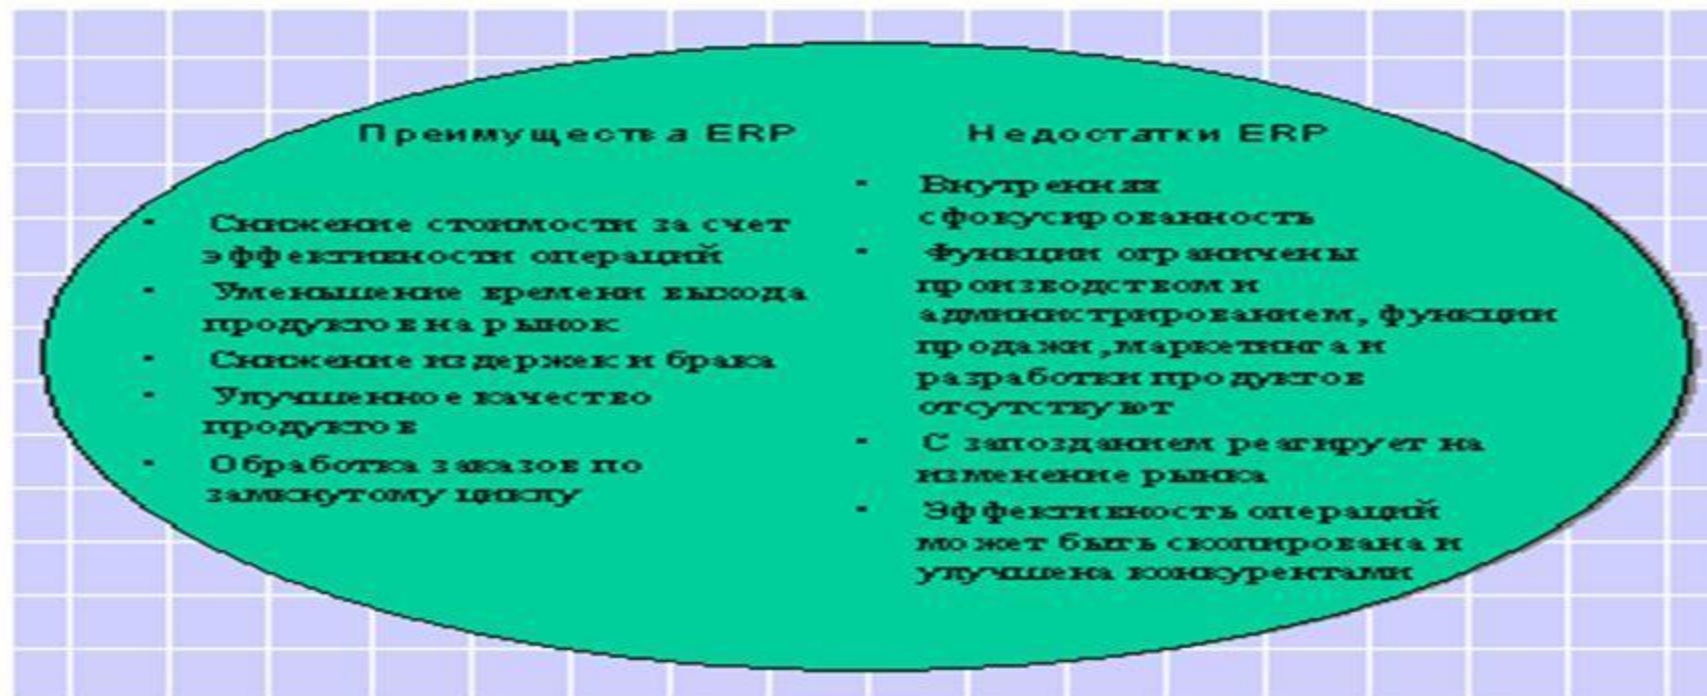 Преимущества ERP
• Снижение стоимости за счет
эффективности операций
• Уменьшение времени выхода
продуктов на рынок
• Снижение издержек и брака
• Улучшенное качество
продуктов
• Обработка заказов по
замкнутому циклу
Недостатки ERP
• Внутренняя
сфокусированность
• Функции ограничены
производством и
администрированием, функции
продажи, маркетинга и
разработки продуктов
отсутствуют
• С запозданием реагирует на
изменение рынка
• Эффективность операций
может быть скопирована и
улучшена конкурентами